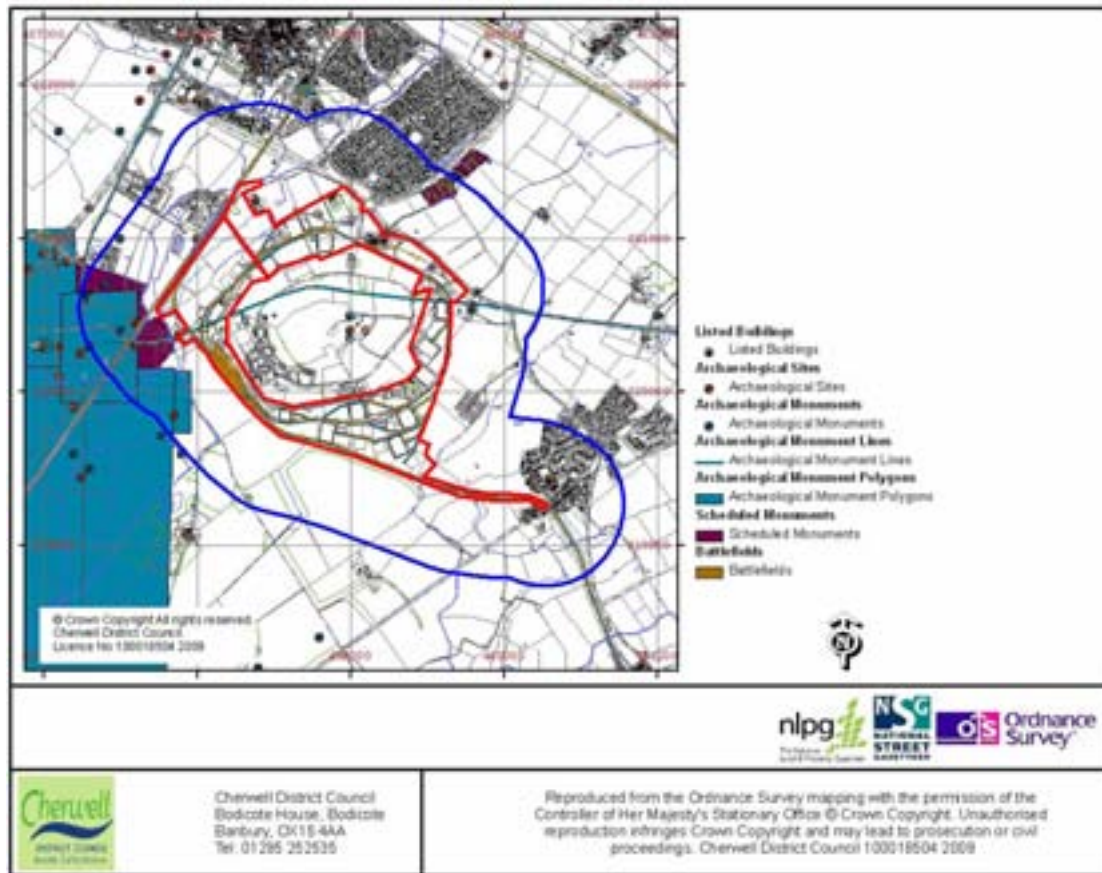 © Crown Copyright All rights reserved.
Cherwell District Council.
Licence No 100018504 2009
Listed Buildings
Listed Buildings
Archaeological Sites
Archaeological Sites
Archaeological Monuments
Archaeological Monuments
Archaeological Monument Lines
Archaeological Monument Lines
Archaeological Monument Polygons
Archaeological Monument Polygons
Scheduled Monuments
Scheduled Monuments
Battlefields
Battlefields
N
nlpg
NSG
NATIONAL
STREET
GAZETTEER
OS Ordnance
Survey
Cherwell
DISTRICT COUNCIL
Cherwell District Council
Bodicote House, Bodicote
Banbury, OX15 4AA
Tel: 01295 252535
Reproduced from the Ordnance Survey mapping with the permission of the
Controller of Her Majesty's Stationary Office © Crown Copyright. Unauthorised
reproduction infringes Crown Copyright and may lead to prosecution or civil
proceedings. Cherwell District Council 100018504 2009